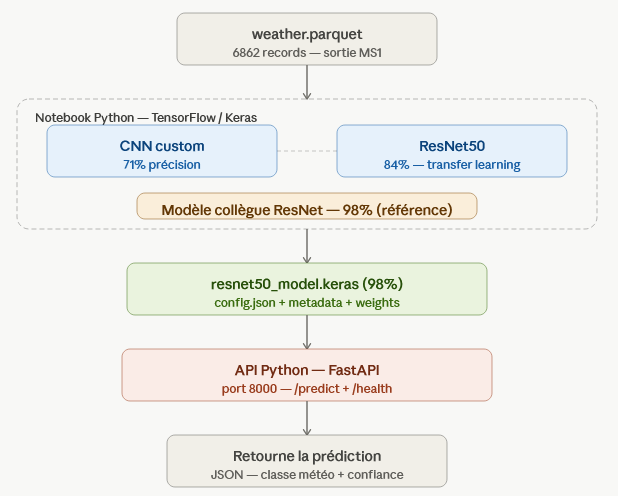 weather.parquet
6862 records — sortie MS1
Notebook Python — TensorFlow / Keras
CNN custom
71% précision
ResNet50
84% — transfer learning
Modèle collègue ResNet — 98% (référence)
resnet50_model.keras (98%)
config.json + metadata + weights
API Python — FastAPI
port 8000 — /predict + /health
Retourne la prédiction
JSON — classe météo + confiance